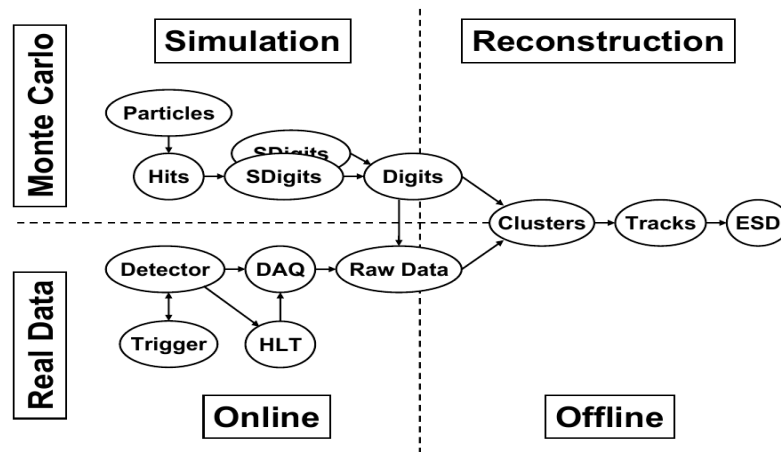 Simulation
Reconstruction
Monte Carlo
Particles
SDigits
Hits
SDigits
Digits
Clusters
Tracks
ESD
Real Data
Detector
DAQ
Raw Data
Trigger
HLT
Online
Offline